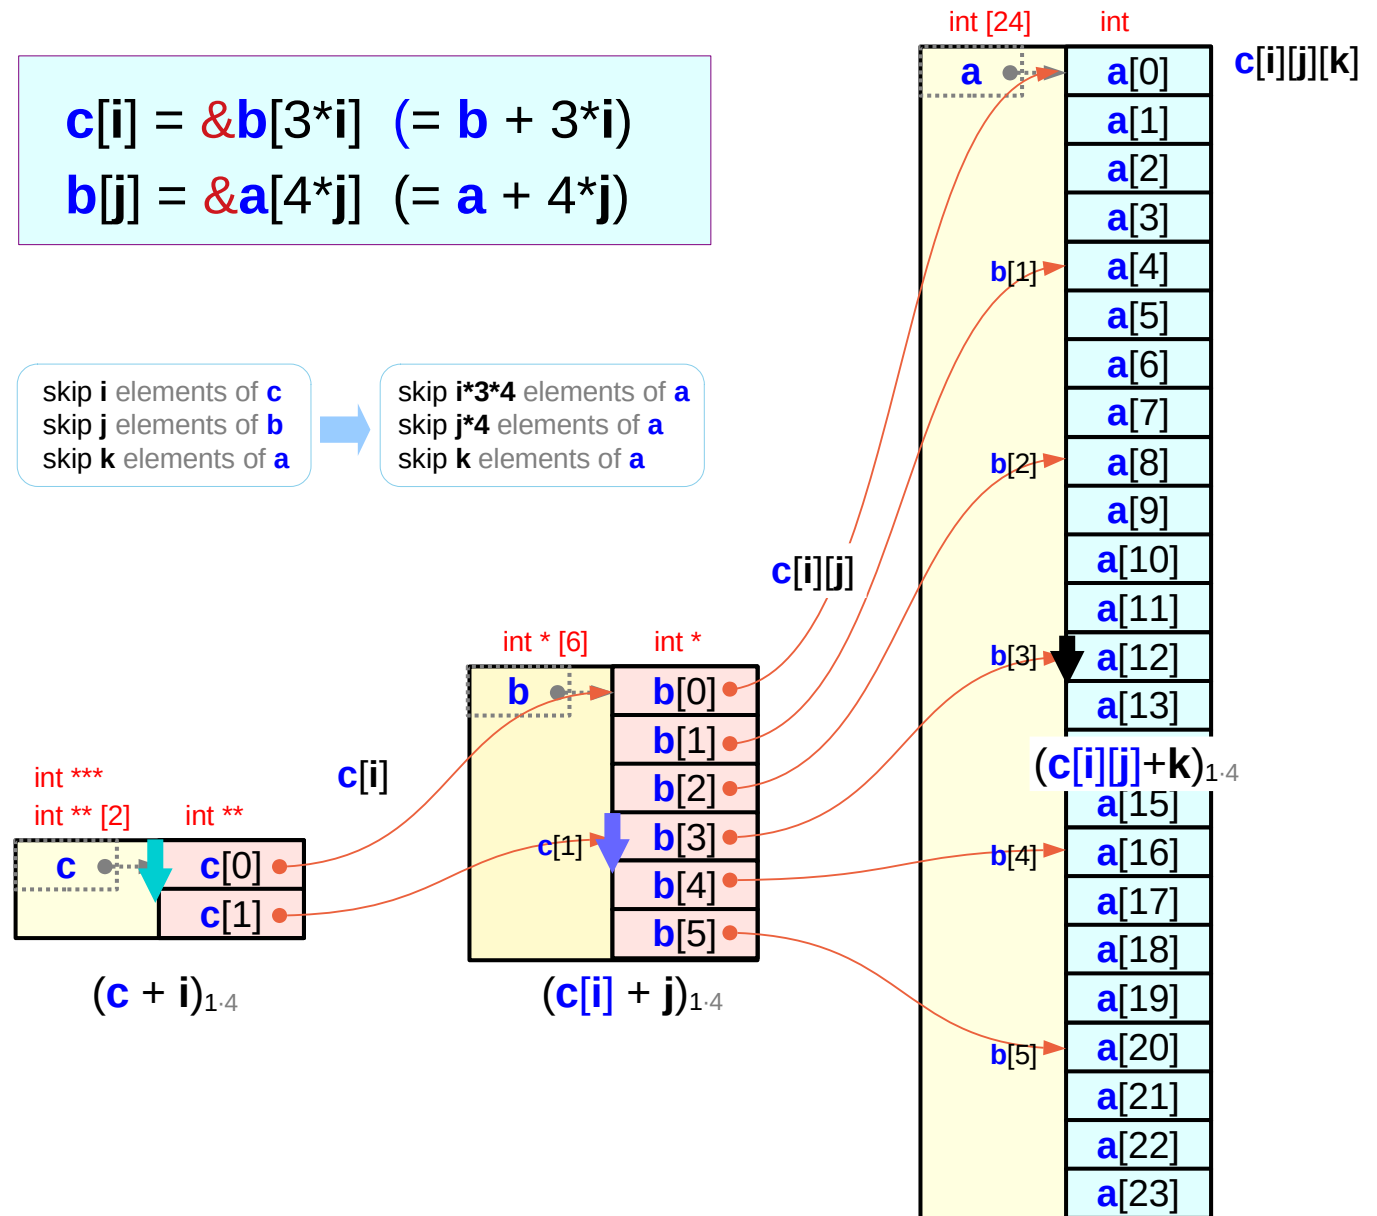 int [24]
int
c[i][j][k]
c[i] = &b[3*i] (= b + 3*i)
b[j] = &a[4*j] (= a + 4*j)
skip i elements of c
skip j elements of b
skip k elements of a
skip i*3*4 elements of a
skip j*4 elements of a
skip k elements of a
a
a[0]
a[1]
a[2]
a[3]
b[1]
a[4]
a[5]
a[6]
a[7]
b[2]
a[8]
a[9]
a[10]
a[11]
b[3]
a[12]
a[13]
(c[i][j]+k)1·4
a[15]
b[4]
a[16]
a[17]
a[18]
a[19]
b[5]
a[20]
a[21]
a[22]
a[23]
c[i][j]
int * [6]
int *
b
b[0]
b[1]
b[2]
c[1]
b[3]
b[4]
b[5]
(c[i] + j)1·4
c[i]
int ***
int ** [2]
int **
c
c[0]
c[1]
(c + i)1·4